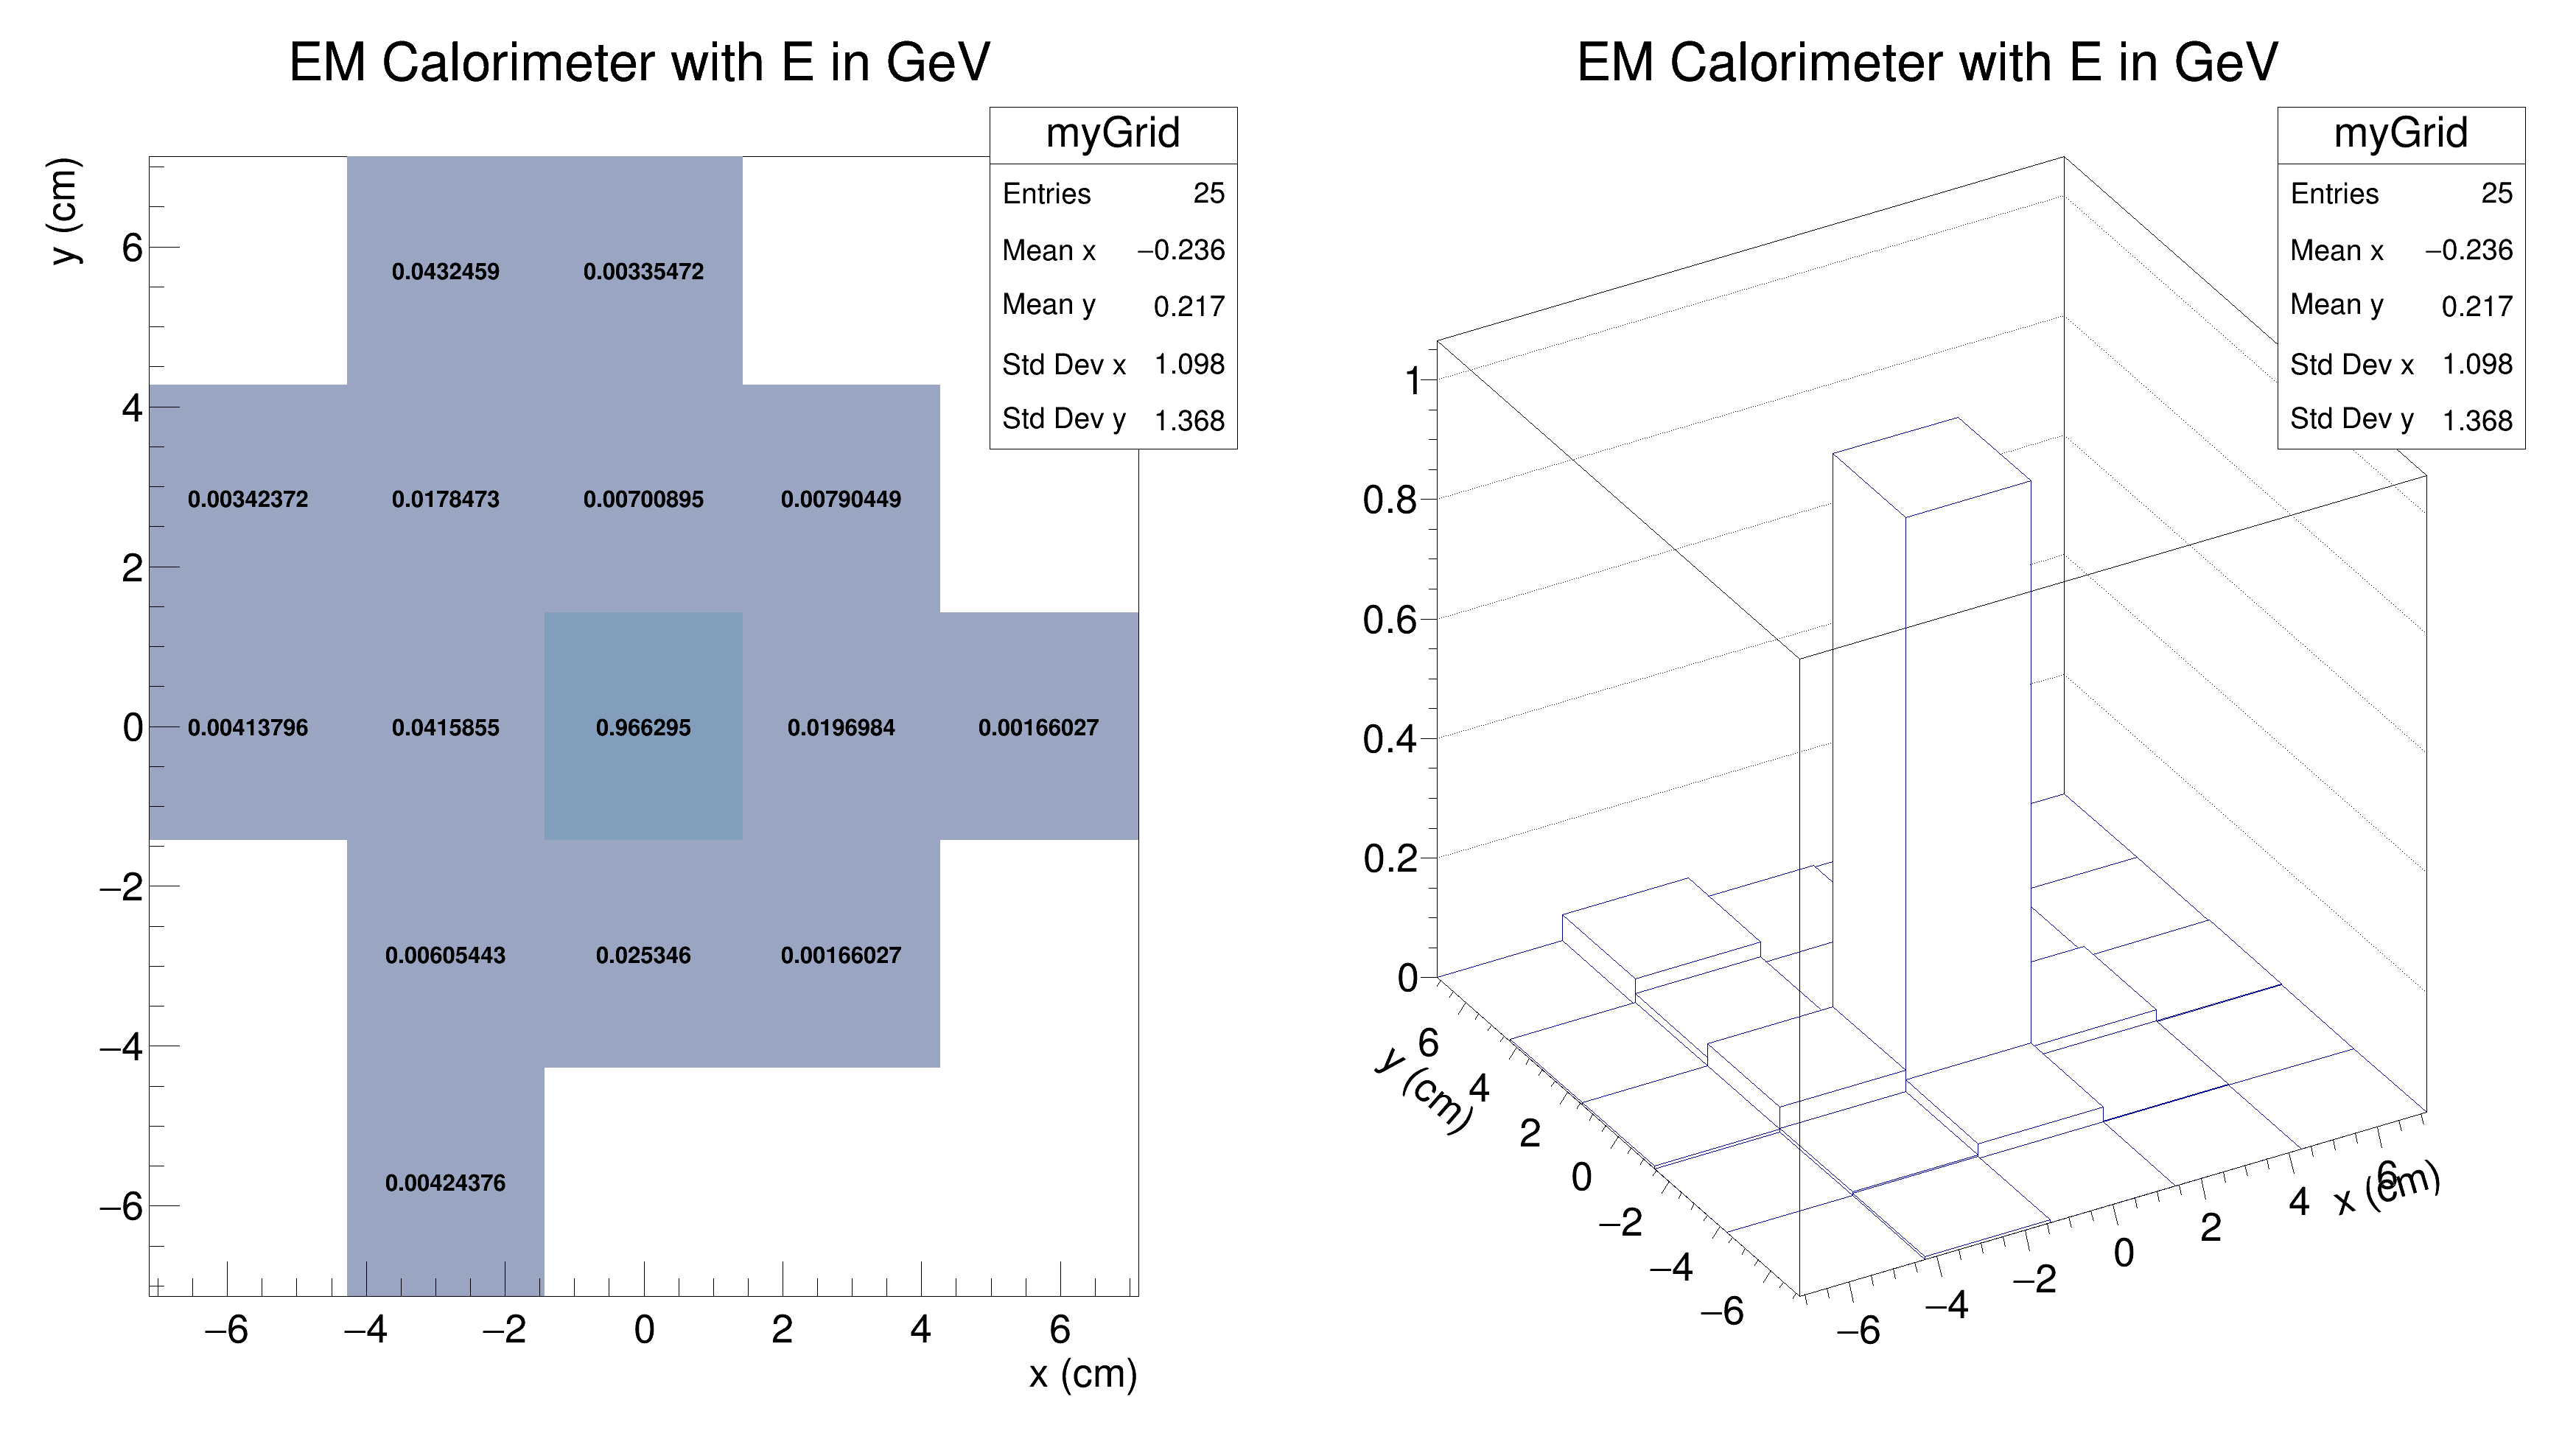 EM Calorimeter with E in GeV
myGrid
Entries 25
Mean x −0.236
Mean y 0.217
Std Dev x 1.098
Std Dev y 1.368
y (cm)
6
4
2
0
−2
−4
−6
0.0432459 0.00335472
0.00342372 0.0178473 0.00700895 0.00790449
0.00413796 0.0415855 0.966295 0.0196984 0.00166027
0.00605443 0.025346 0.00166027
0.00424376
−6 −4 −2 0 2 4 6
x (cm)
EM Calorimeter with E in GeV
myGrid
Entries 25
Mean x −0.236
Mean y 0.217
Std Dev x 1.098
Std Dev y 1.368
1
0.8
0.6
0.4
0.2
0
6
4
2
0
−2
−4
−6
y (cm)
−6
−4
−2
0
2
4
6
x (cm)